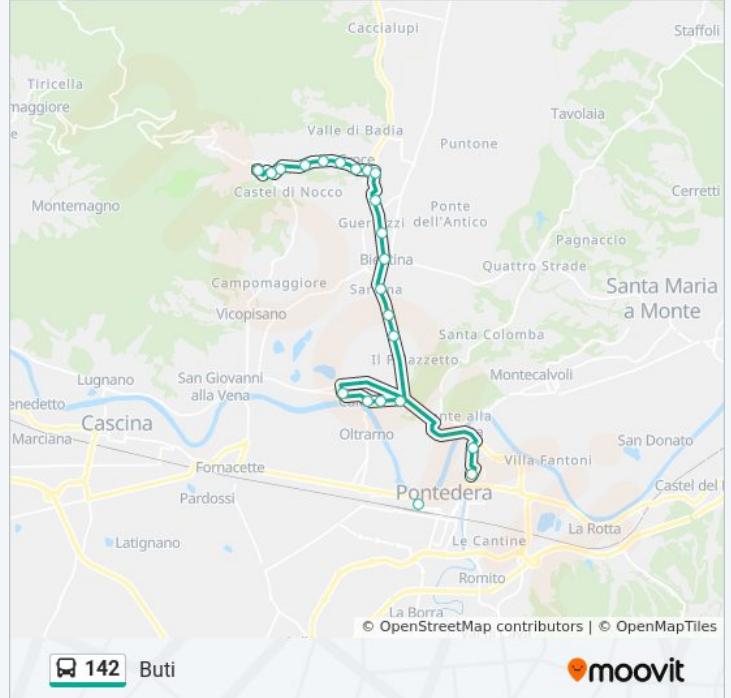 Caccialupi
Staffoli
Tiricella
maggiore
Tavolaia
e
Valle di Badia
Puntone
Croce
Castel di Nocco
Cerretti
Montemagno
Ponte
dell'Antico
Pagnaccio
Quattro Strade
Campomaggiore
Santa Maria
a Monte
Vicopisano
Santa Colomba
Montecalvoli
Lugnano
San Giovanni
alla Vena
enedetto
Cascina
Marciana
Oltrarno
San Donato
Villa Fantoni
Fornacette
Castel del
Pontedera
Pardossi
La Rotta
Latignano
Le Cantine
Romito
La Borra
© OpenStreetMap contributors | © OpenMapTiles
142 Buti
moovit